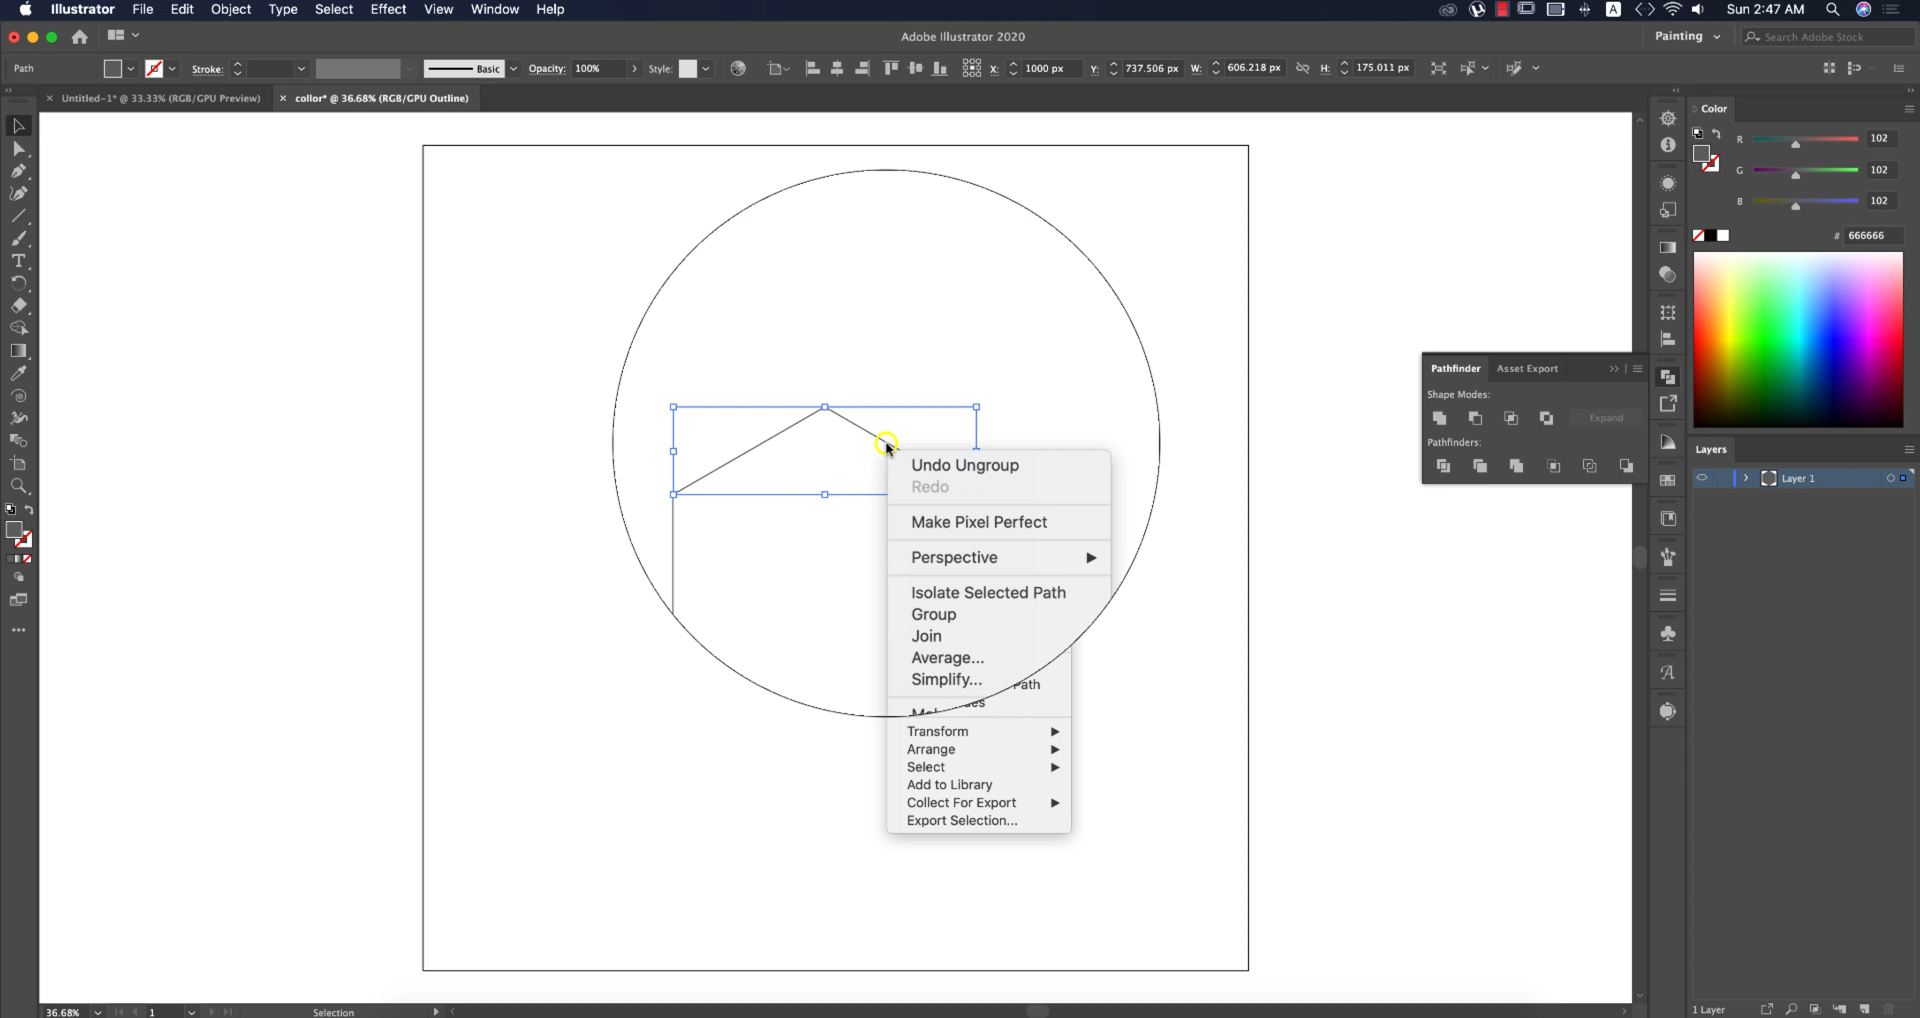 Illustrator File Edit Object Type Select Effect View Window Help
A Sun 2:47 AM
Adobe Illustrator 2020
Painting
Search Adobe Stock
Path Stroke: Basic Opacity: 100% Style: X: 1000 px Y: 737.506 px W: 606.218 px H: 175.011 px
× Untitled-1* @ 33.33% (RGB/GPU Preview) × collor* @ 36.68% (RGB/GPU Outline)
Color
R 102
G 102
B 102
# 666666
Pathfinder Asset Export
Shape Modes:
Expand
Pathfinders:
Layers
Layer 1
Undo Ungroup
Redo
Make Pixel Perfect
Perspective
Isolate Selected Path
Group
Join
Average...
Simplify...
Path
Transform
Arrange
Select
Add to Library
Collect For Export
Export Selection...
36.68% 1 Selection
1 Layer